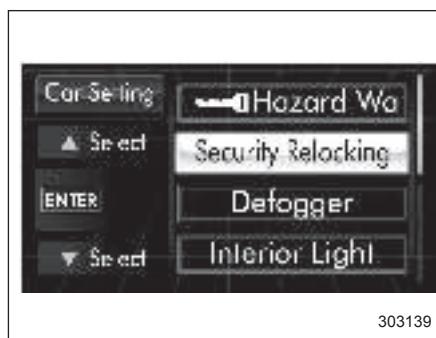 Car Setting
▲ Select
ENTER
▼ Select
Hazard Wa
Security Relocking
Defogger
Interior Light
303139